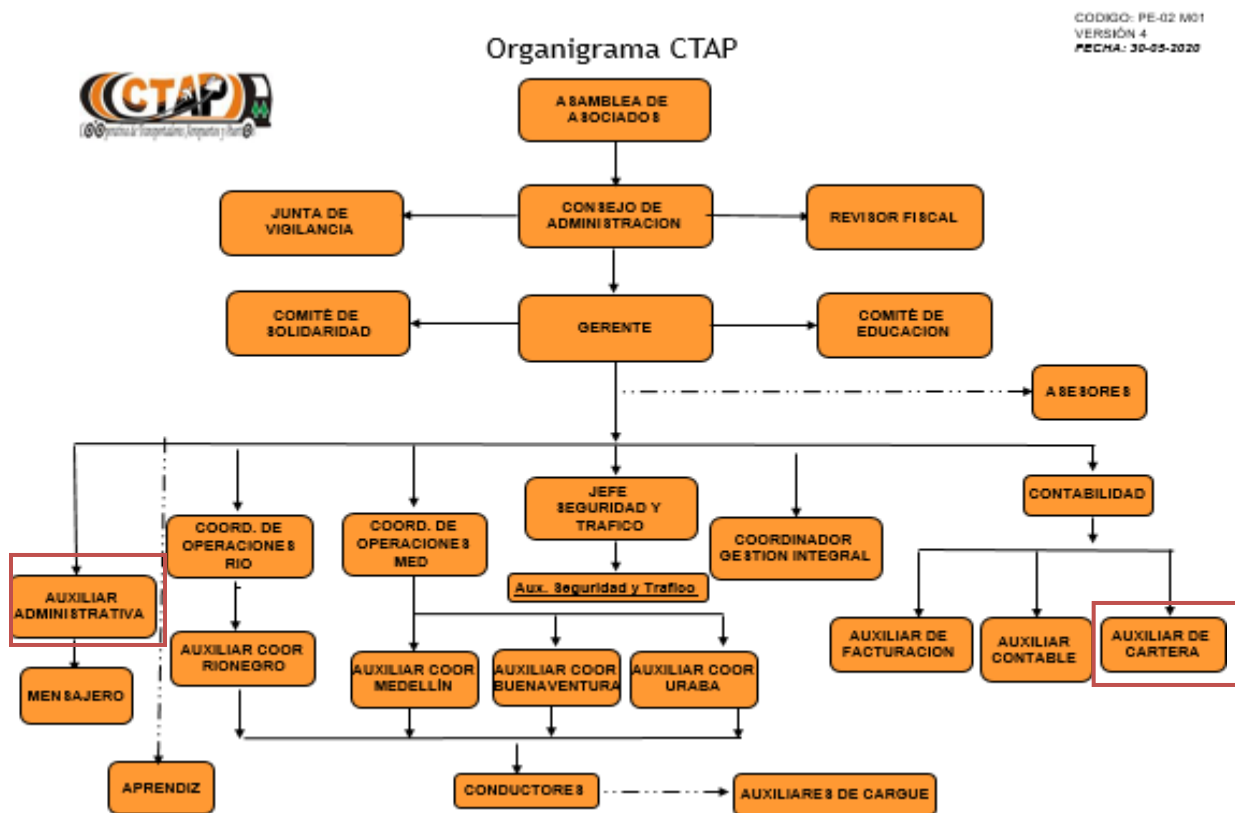 CODIGO: PE-02 M01
VERSIÓN 4
FECHA: 30-05-2020
Organigrama CTAP
CTAP
ASAMBLEA DE
ASOCIADOS
JUNTA DE
VIGILANCIA
CONSEJO DE
ADMINISTRACION
REVISOR FISCAL
COMITÉ DE
SOLIDARIDAD
GERENTE
COMITÉ DE
EDUCACION
ASESORES
JEFE
SEGURIDAD Y
TRAFICO
CONTABILIDAD
COORD. DE
OPERACIONES
RIO
COORD. DE
OPERACIONES
MED
COORDINADOR
GESTION INTEGRAL
Aux. Seguridad y Trafico
AUXILIAR
ADMINISTRATIVA
AUXILIAR COOR
RIONEGRO
AUXILIAR COOR
MEDELLÍN
AUXILIAR COOR
BUENAVENTURA
AUXILIAR COOR
URABA
AUXILIAR DE
FACTURACION
AUXILIAR
CONTABLE
AUXILIAR DE
CARTERA
MENSAJERO
APRENDIZ
CONDUCTORES
AUXILIARES DE CARGUE